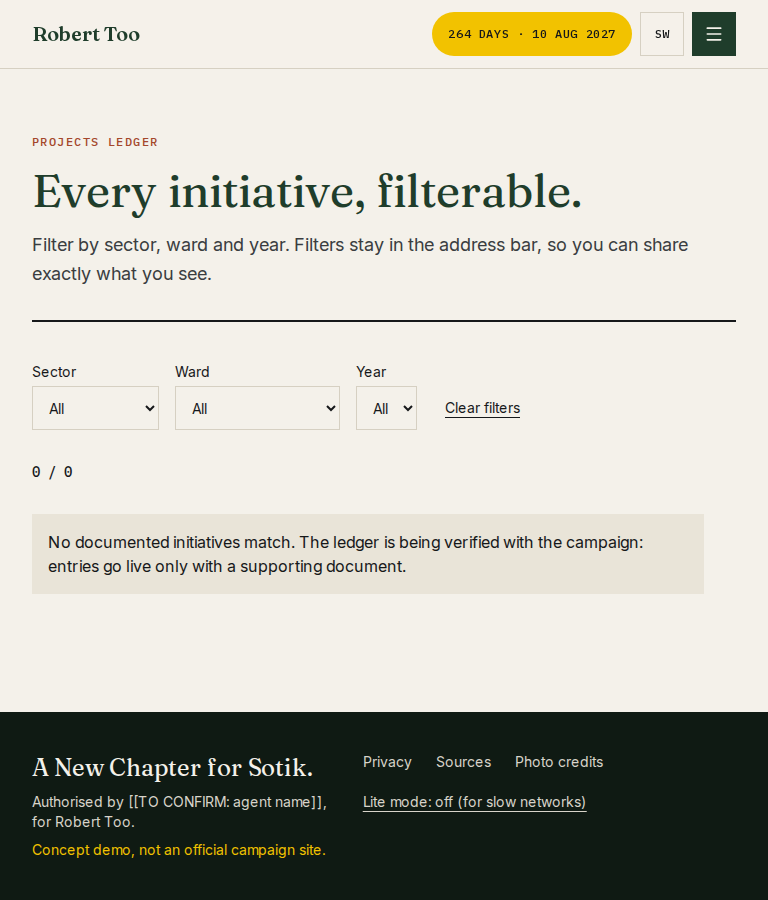 Robert Too
264 DAYS · 10 AUG 2027
SW
PROJECTS LEDGER
Every initiative, filterable.
Filter by sector, ward and year. Filters stay in the address bar, so you can share
exactly what you see.
Sector
Ward
Year
All
All
All
Clear filters
0 / 0
No documented initiatives match. The ledger is being verified with the campaign:
entries go live only with a supporting document.
A New Chapter for Sotik.
Authorised by [[TO CONFIRM: agent name]],
for Robert Too.
Concept demo, not an official campaign site.
Privacy
Sources
Photo credits
Lite mode: off (for slow networks)